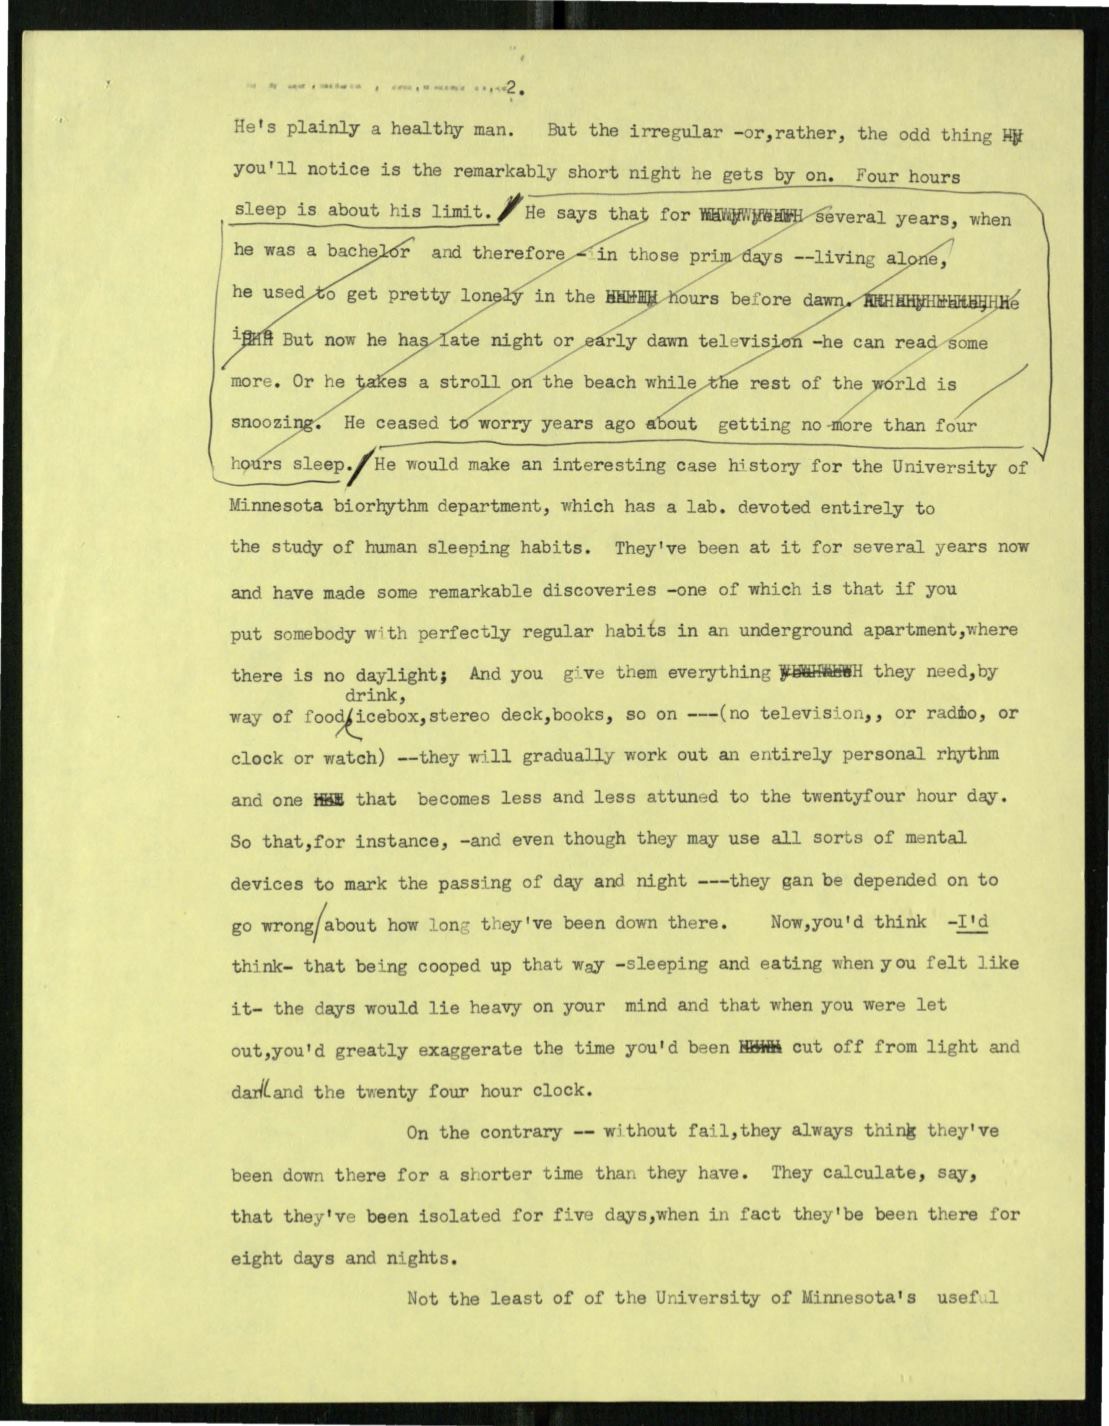 2.
He's plainly a healthy man. But the irregular -or,rather, the odd thing
you'll notice is the remarkably short night he gets by on. Four hours
sleep is about his limit. He says that for several years, when
he was a bachelor and therefore - in those prim days --living alone,
he used to get pretty lonely in the hours before dawn.
But now he has late night or early dawn television -he can read some
more. Or he takes a stroll on the beach while the rest of the world is
snoozing. He ceased to worry years ago about getting no more than four
hours sleep. He would make an interesting case history for the University of
Minnesota biorhythm department, which has a lab. devoted entirely to
the study of human sleeping habits. They've been at it for several years now
and have made some remarkable discoveries -one of which is that if you
put somebody with perfectly regular habits in an underground apartment,where
there is no daylight; And you give them everything they need,by
drink,
way of food/icebox,stereo deck,books, so on ---(no television,, or radio, or
clock or watch) --they will gradually work out an entirely personal rhythm
and one that becomes less and less attuned to the twentyfour hour day.
So that,for instance, -and even though they may use all sorts of mental
devices to mark the passing of day and night ---they gan be depended on to
go wrong/about how long they've been down there. Now,you'd think -I'd
think- that being cooped up that way -sleeping and eating when you felt like
it- the days would lie heavy on your mind and that when you were let
out,you'd greatly exaggerate the time you'd been cut off from light and
dark and the twenty four hour clock.
On the contrary -- without fail,they always think they've
been down there for a shorter time than they have. They calculate, say,
that they've been isolated for five days,when in fact they'be been there for
eight days and nights.
Not the least of of the University of Minnesota's useful